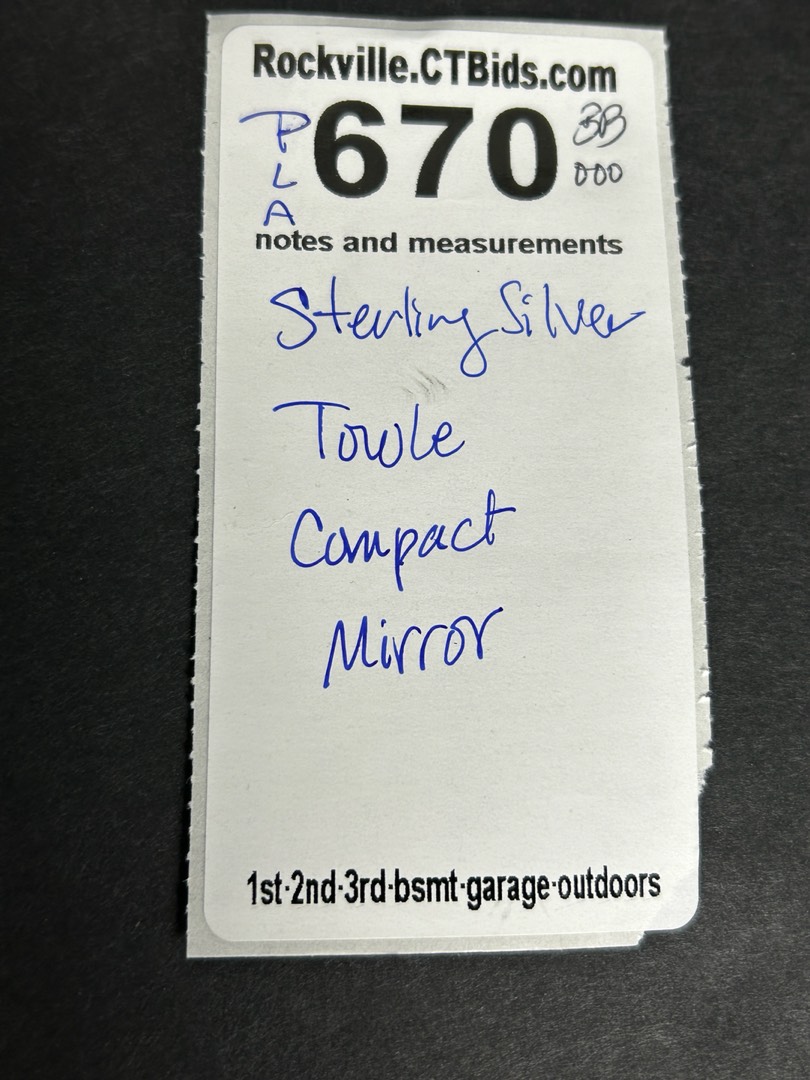 Rockville.CTBids.com
PLA
670
3B
000
notes and measurements
Sterling Silver
Towle
Compact
Mirror
1st·2nd·3rd·bsmt·garage·outdoors